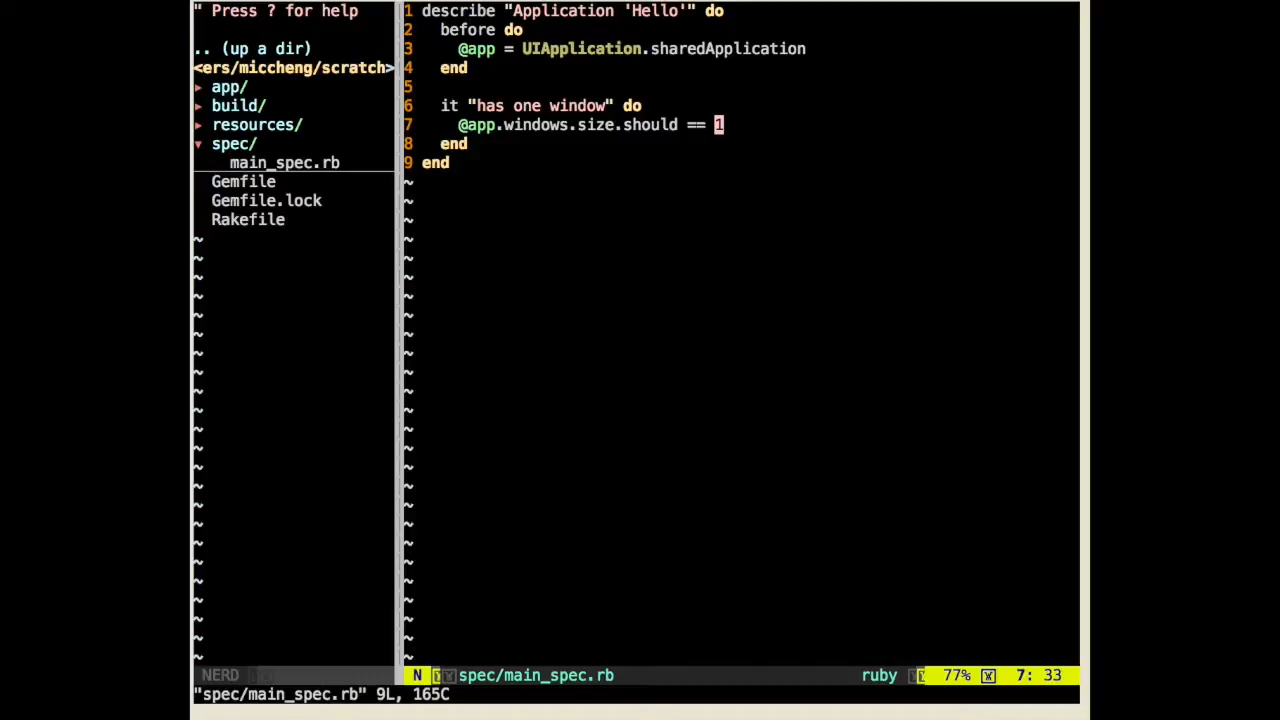 " Press ? for help
.. (up a dir)
<ers/miccheng/scratch>
▸ app/
▸ build/
▸ resources/
▾ spec/
main_spec.rb
Gemfile
Gemfile.lock
Rakefile
1 describe "Application 'Hello'" do
2 before do
3 @app = UIApplication.sharedApplication
4 end
5
6 it "has one window" do
7 @app.windows.size.should == 1
8 end
9 end
NERD
N spec/main_spec.rb ruby 77% 7: 33
"spec/main_spec.rb" 9L, 165C